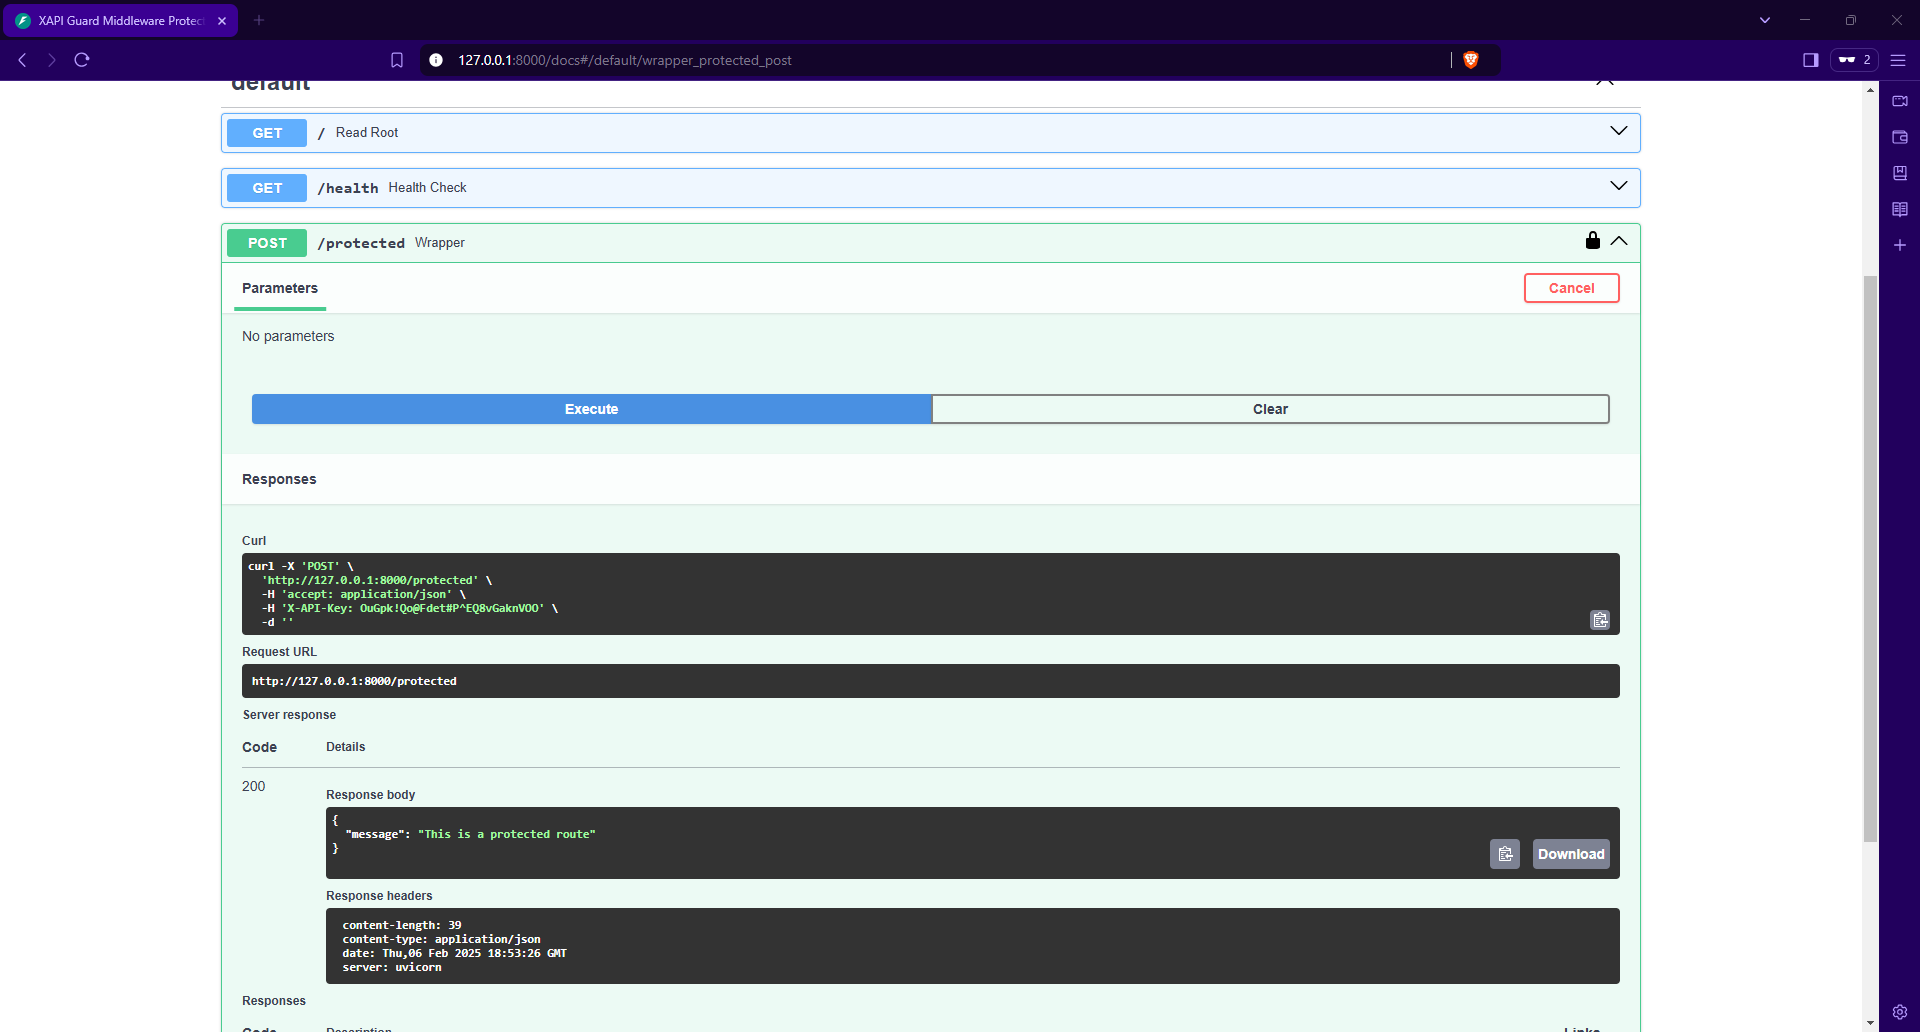 XAPI Guard Middleware Protec
127.0.0.1:8000/docs#/default/wrapper_protected_post
2
default
GET / Read Root
GET /health Health Check
POST /protected Wrapper
Parameters
Cancel
No parameters
Execute
Clear
Responses
Curl
curl -X 'POST' \
'http://127.0.0.1:8000/protected' \
-H 'accept: application/json' \
-H 'X-API-Key: OuGpk!Qo@Fdet#P^EQ8vGaknVOO' \
-d ''
Request URL
http://127.0.0.1:8000/protected
Server response
Code Details
200
Response body
{
"message": "This is a protected route"
}
Download
Response headers
content-length: 39
content-type: application/json
date: Thu,06 Feb 2025 18:53:26 GMT
server: uvicorn
Responses
Code Description Links